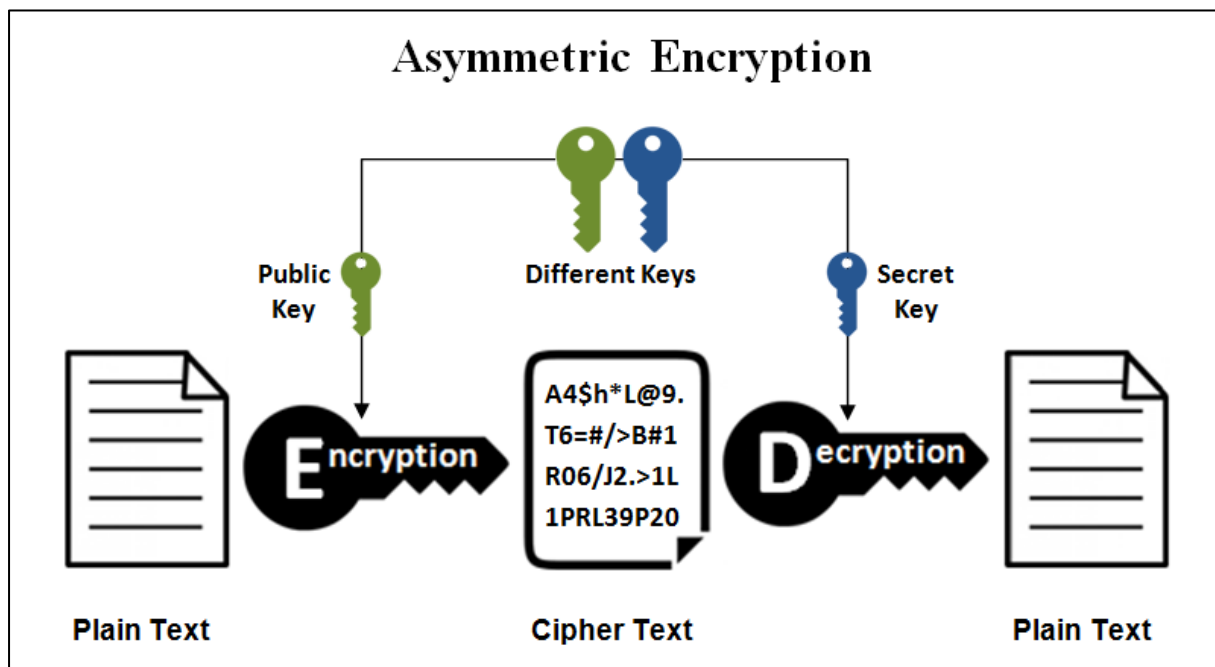 Asymmetric Encryption
Public
Key
Different Keys
Secret
Key
Encryption
A4$h*L@9.
T6=#/>B#1
R06/J2.>1L
1PRL39P20
Decryption
Plain Text
Cipher Text
Plain Text